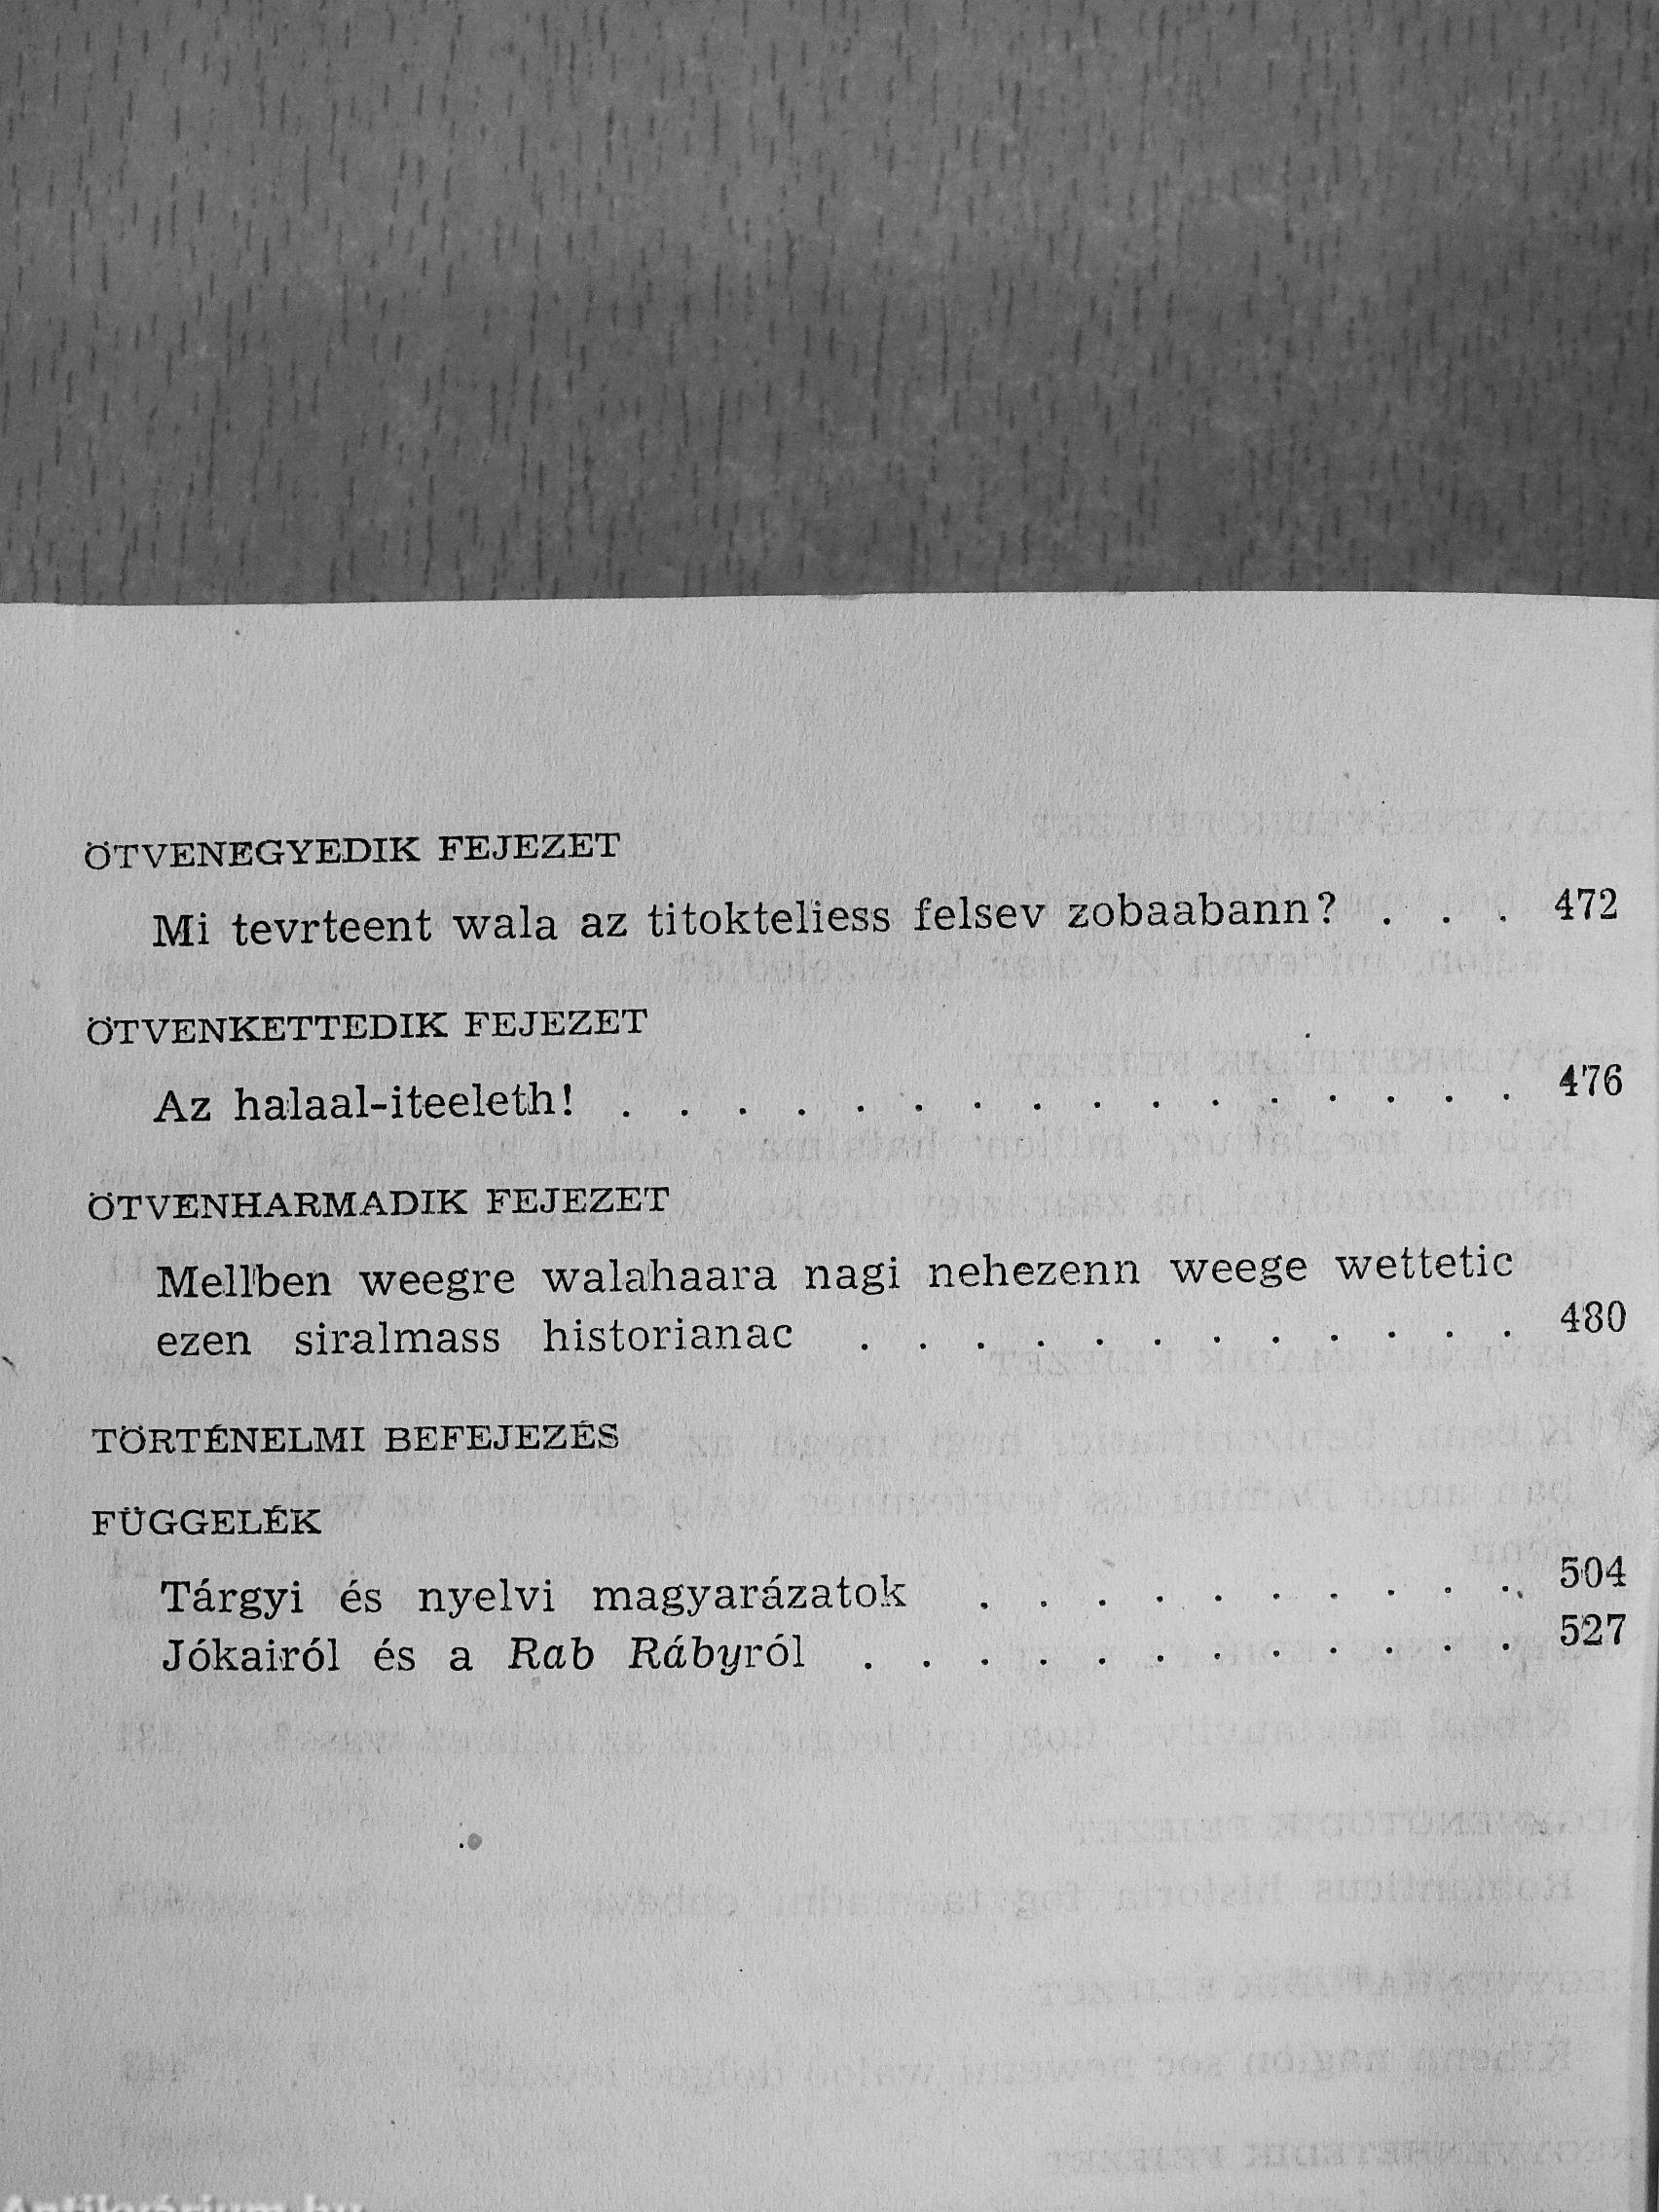 ÖTVENEGYEDIK FEJEZET
Mi tevrteent wala az titokteliess felsev zobaabann? . . . 472
ÖTVENKETTEDIK FEJEZET
Az halaal-iteeleth! . . . . . . . . . . . . . . . . 476
ÖTVENHARMADIK FEJEZET
Mellben weegre walahaara nagi nehezenn weege wettetic
ezen siralmass historianac . . . . . . . . . . . . 480
TÖRTÉNELMI BEFEJEZÉS
FÜGGELÉK
Tárgyi és nyelvi magyarázatok . . . . . . . . . . 504
Jókairól és a Rab Rábyról . . . . . . . . . . . . 527
Antikvárium.hu